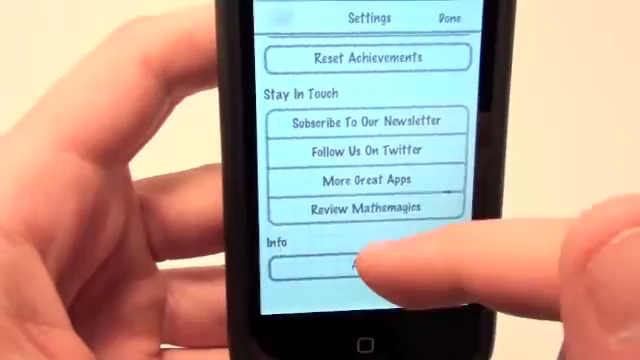 Settings
Done
Reset Achievements
Stay In Touch
Subscribe To Our Newsletter
Follow Us On Twitter
More Great Apps
Review Mathemagics
Info